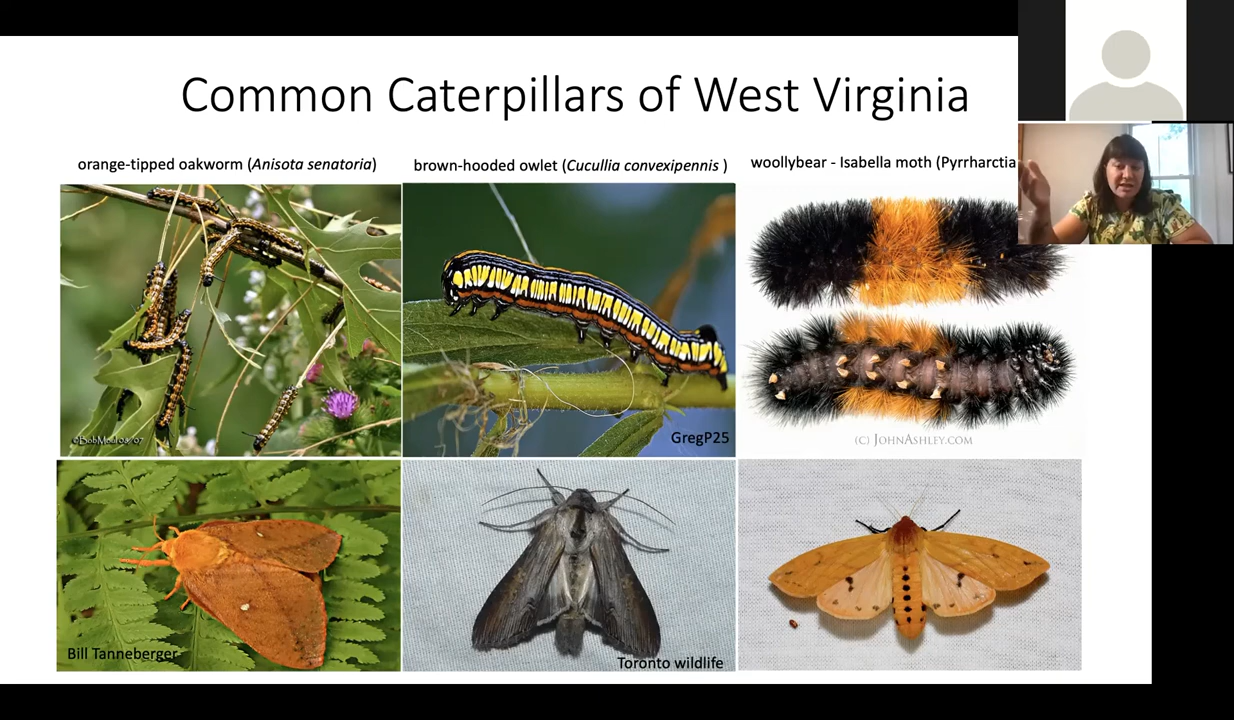 Common Caterpillars of West Virginia
orange-tipped oakworm (Anisota senatoria)
brown-hooded owlet (Cucullia convexipennis )
woollybear - Isabella moth (Pyrrharctia
©BobMoul 08/07
GregP25
(C) JOHNASHLEY.COM
Bill Tanneberger
Toronto wildlife